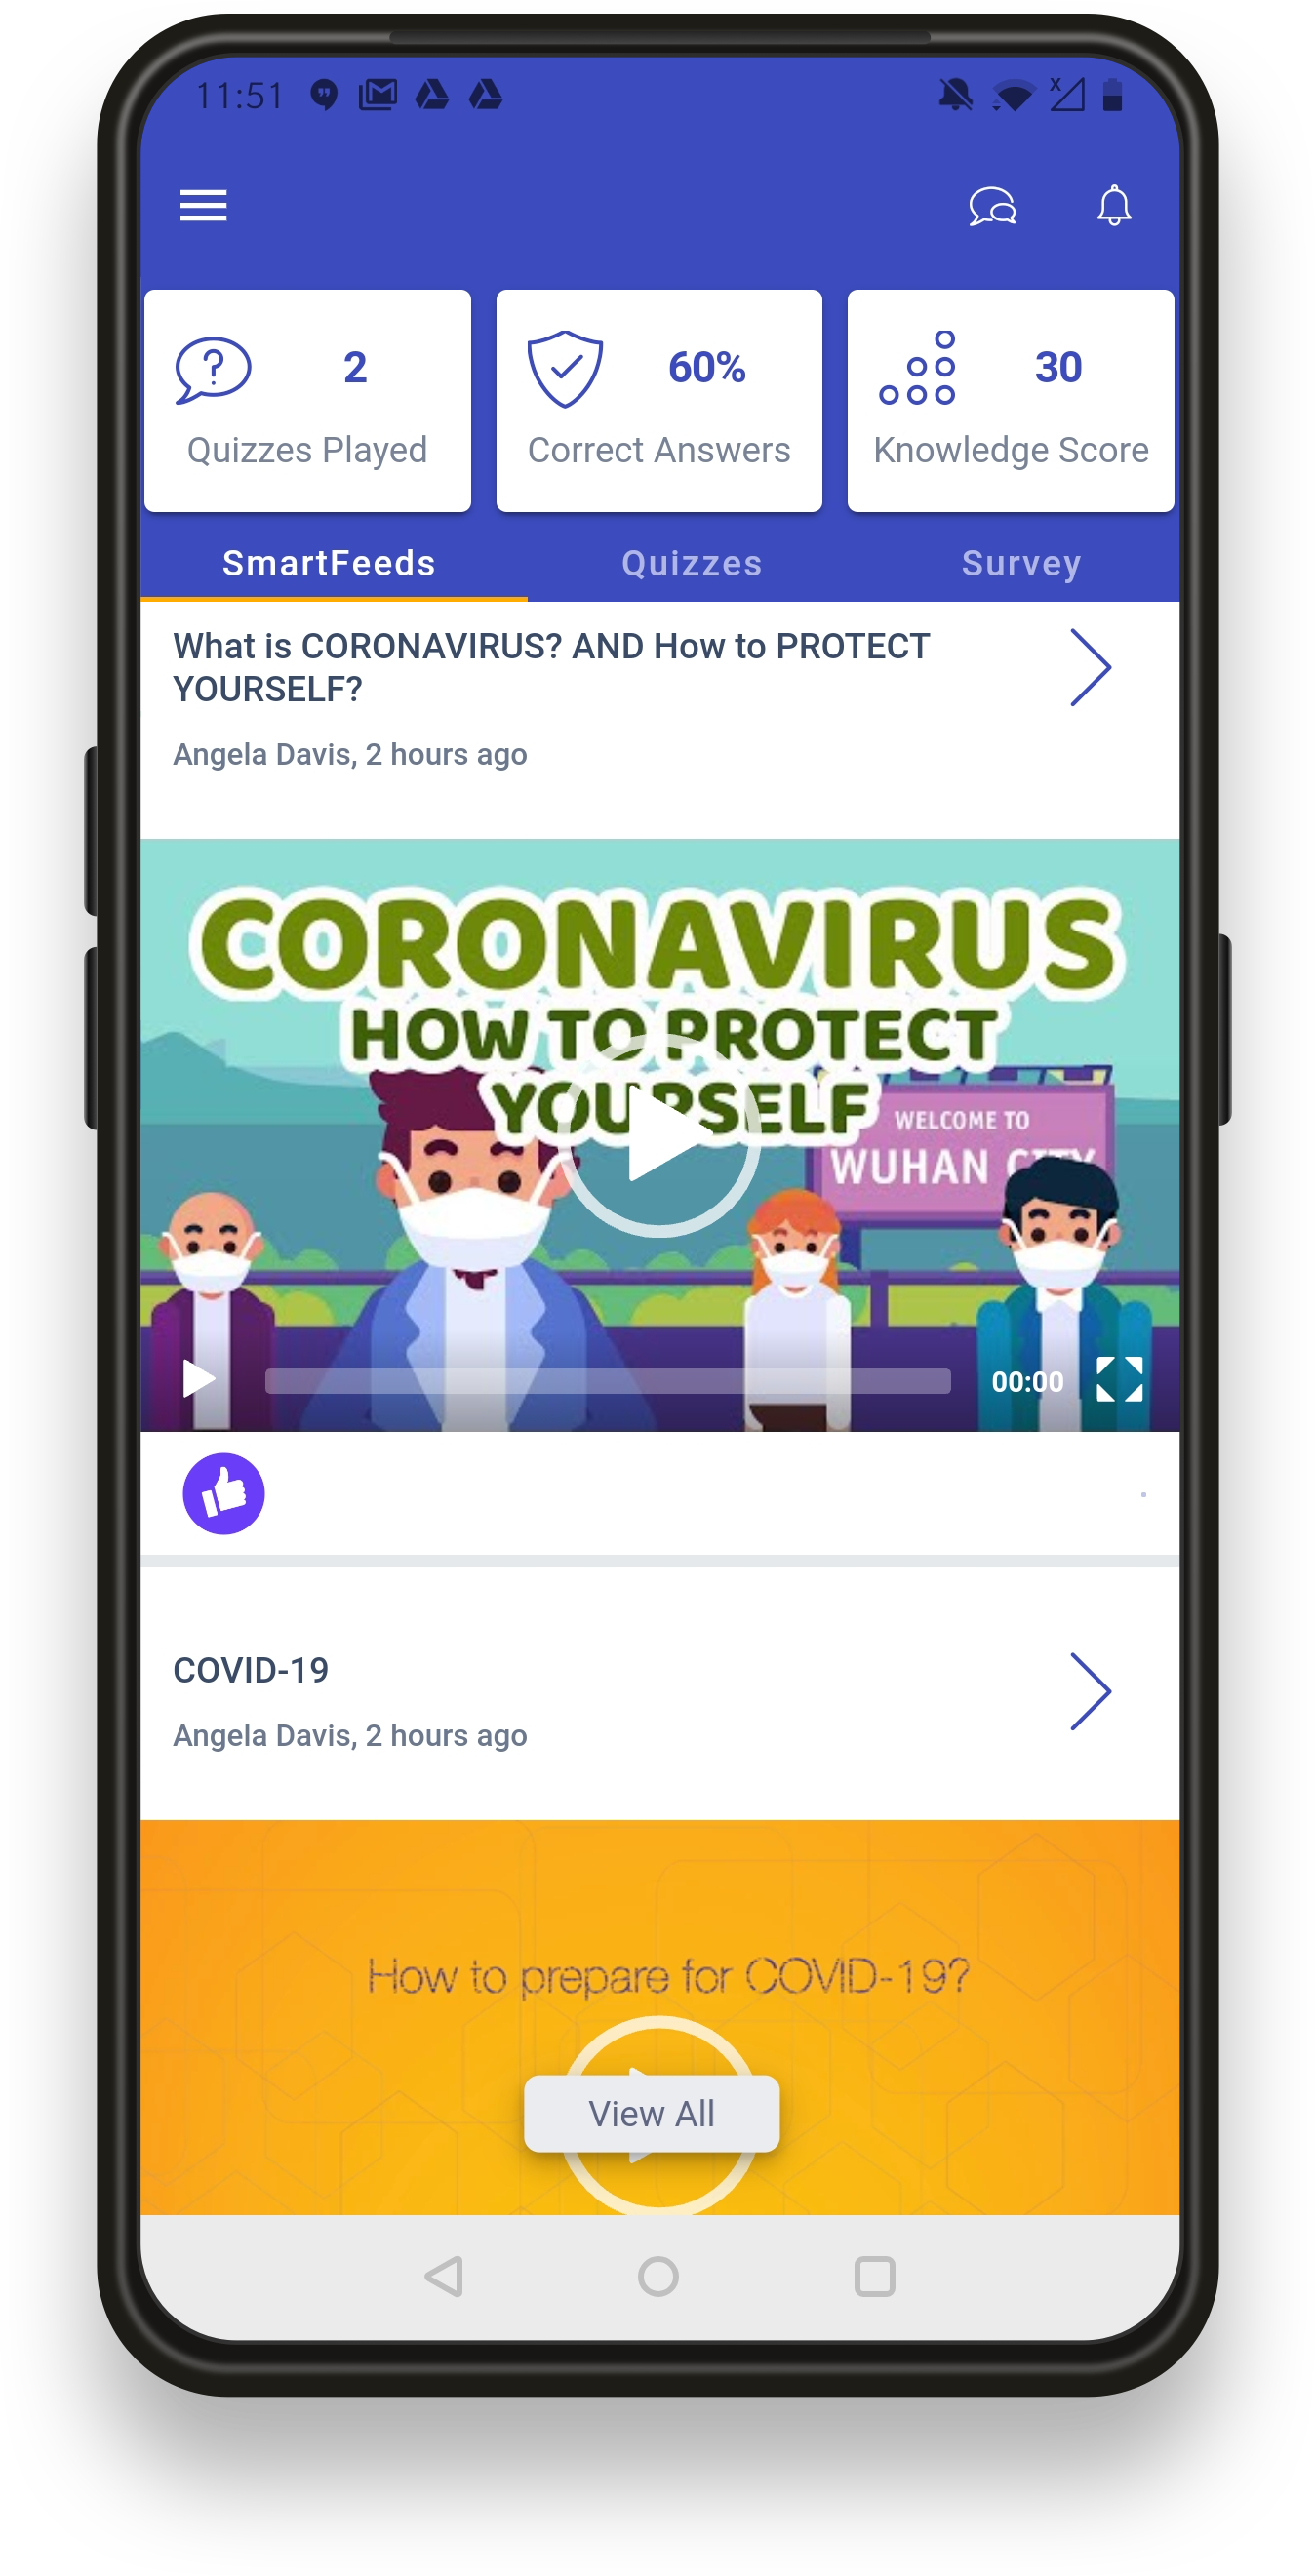 11:51
2
Quizzes Played
60%
Correct Answers
30
Knowledge Score
SmartFeeds Quizzes Survey
What is CORONAVIRUS? AND How to PROTECT
YOURSELF?
Angela Davis, 2 hours ago
CORONAVIRUS
HOW TO PROTECT
YOURSELF
WELCOME TO
WUHAN CITY
00:00
COVID-19
Angela Davis, 2 hours ago
How to prepare for COVID-19?
View All